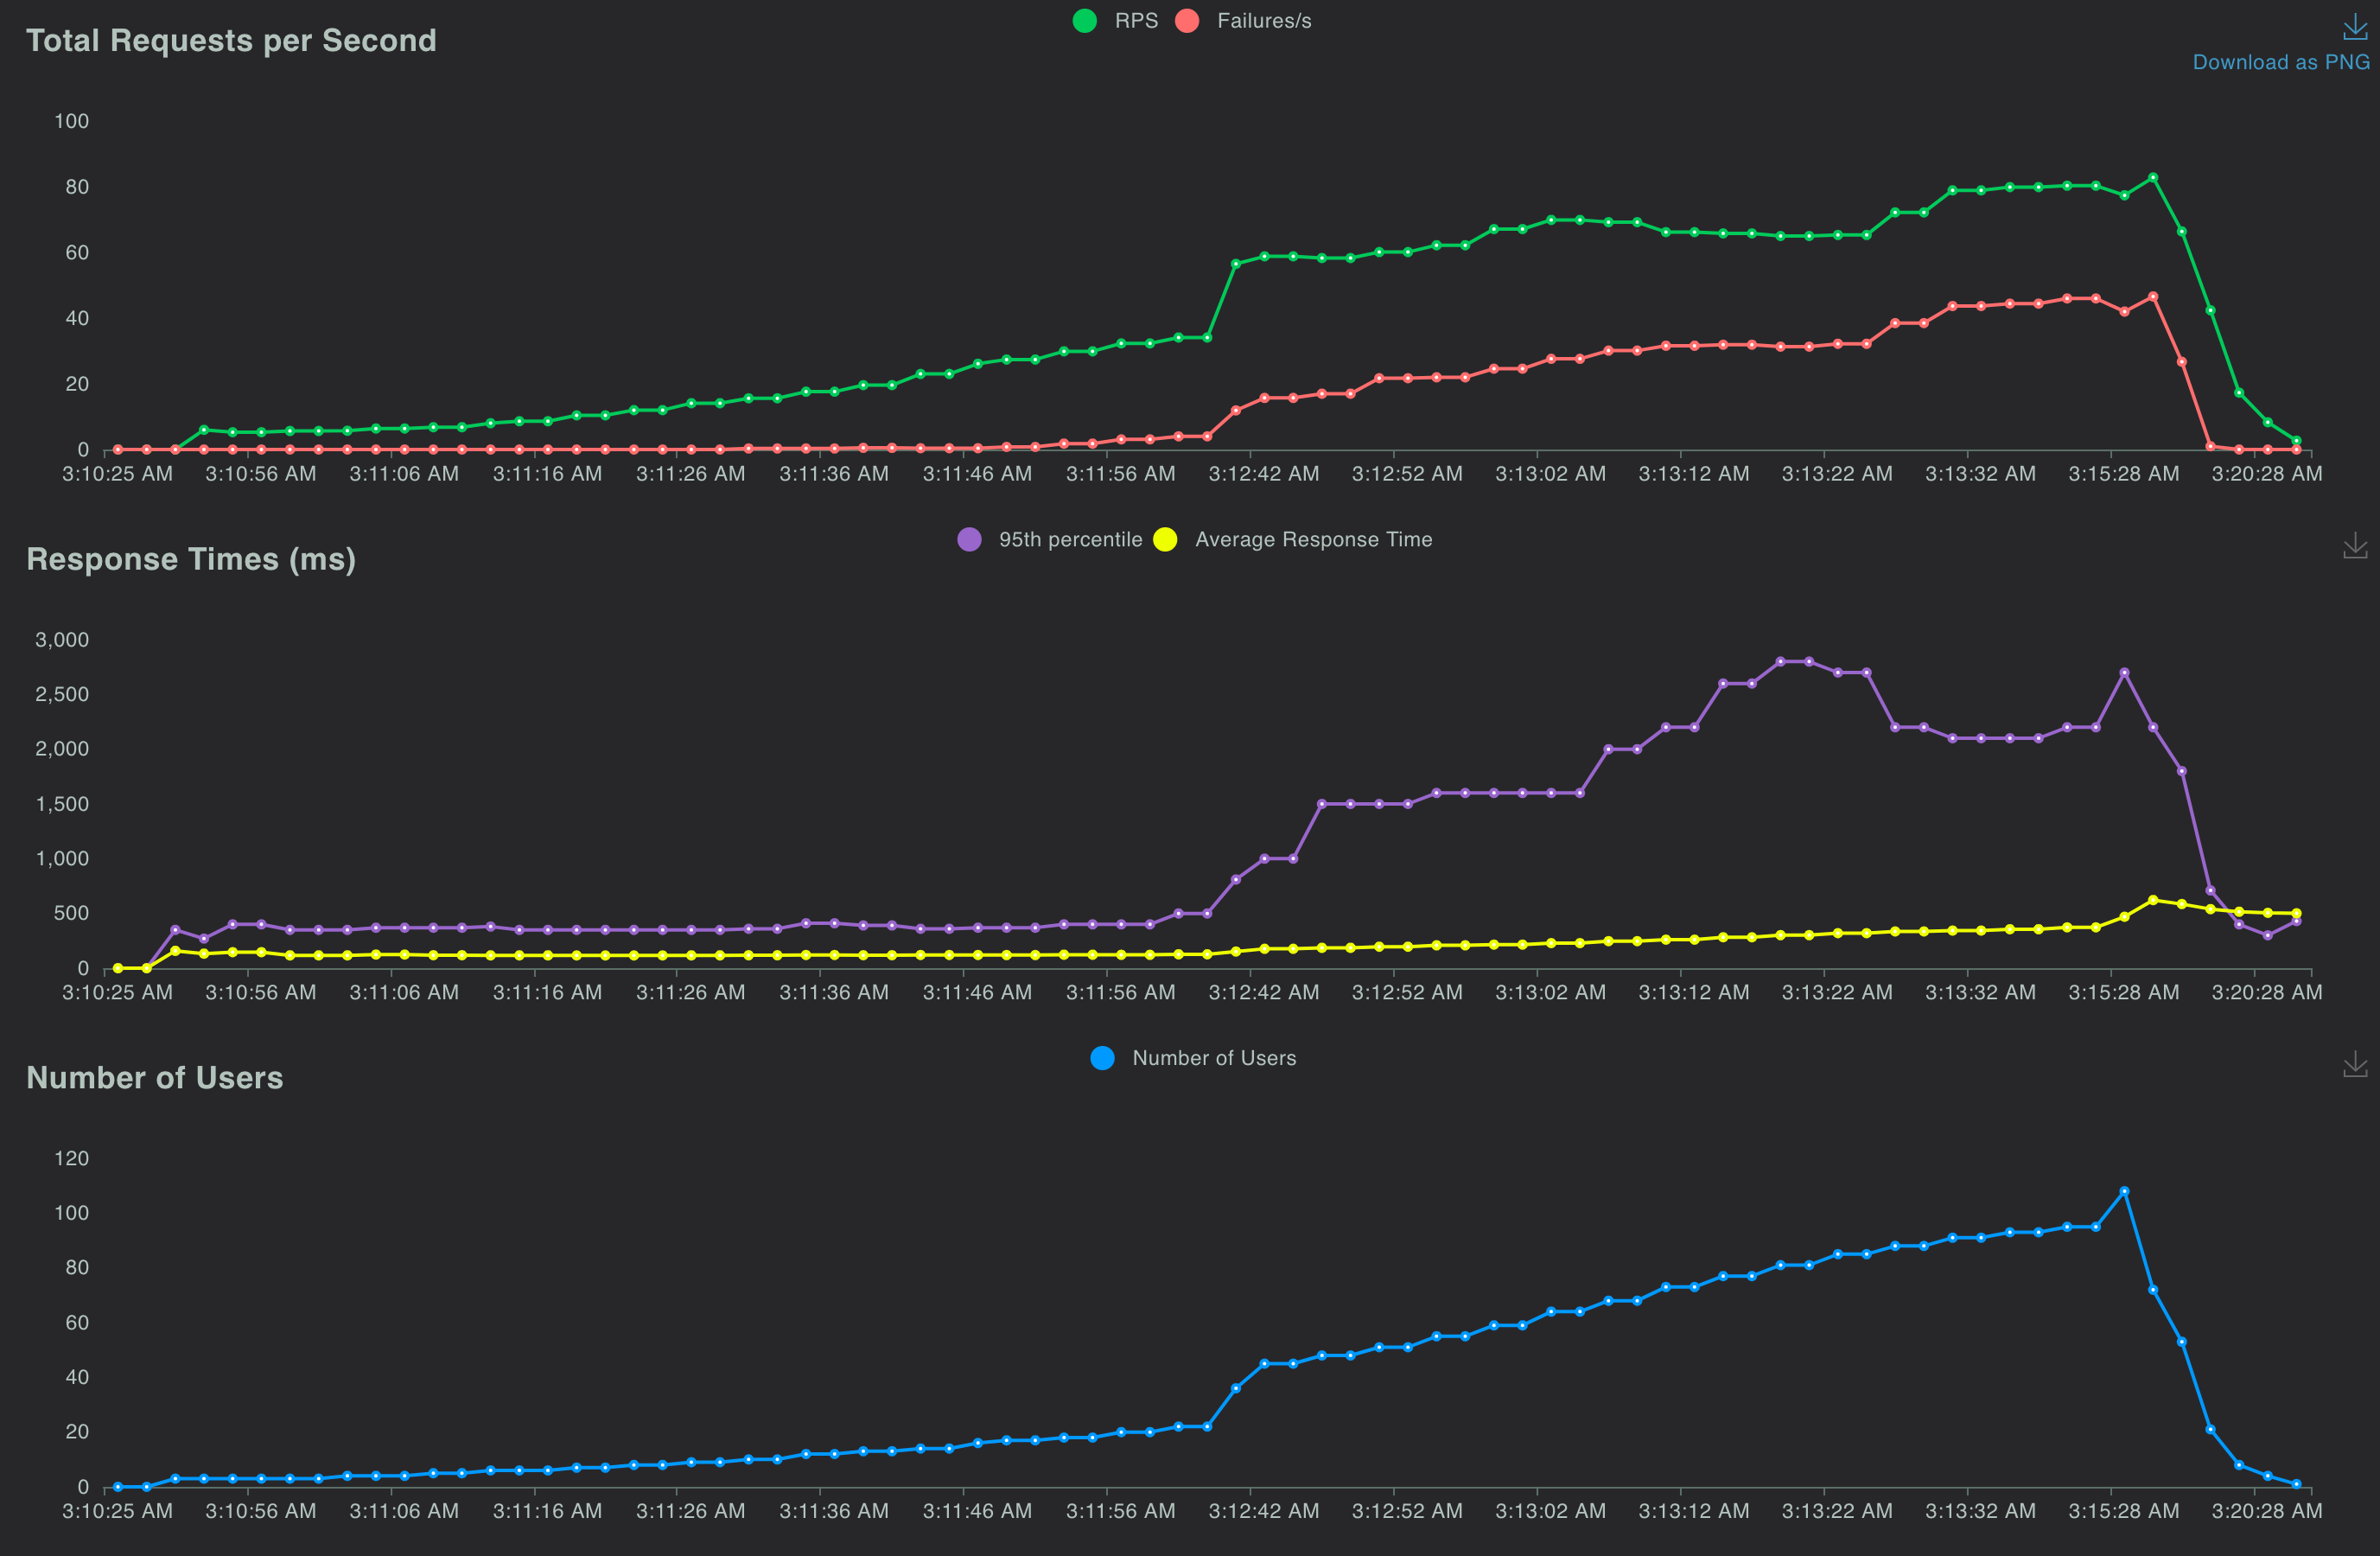 Total Requests per Second
RPS Failures/s
Download as PNG
100
80
60
40
20
0
3:10:25 AM 3:10:56 AM 3:11:06 AM 3:11:16 AM 3:11:26 AM 3:11:36 AM 3:11:46 AM 3:11:56 AM 3:12:42 AM 3:12:52 AM 3:13:02 AM 3:13:12 AM 3:13:22 AM 3:13:32 AM 3:15:28 AM 3:20:28 AM
Response Times (ms)
95th percentile Average Response Time
3,000
2,500
2,000
1,500
1,000
500
0
3:10:25 AM 3:10:56 AM 3:11:06 AM 3:11:16 AM 3:11:26 AM 3:11:36 AM 3:11:46 AM 3:11:56 AM 3:12:42 AM 3:12:52 AM 3:13:02 AM 3:13:12 AM 3:13:22 AM 3:13:32 AM 3:15:28 AM 3:20:28 AM
Number of Users
Number of Users
120
100
80
60
40
20
0
3:10:25 AM 3:10:56 AM 3:11:06 AM 3:11:16 AM 3:11:26 AM 3:11:36 AM 3:11:46 AM 3:11:56 AM 3:12:42 AM 3:12:52 AM 3:13:02 AM 3:13:12 AM 3:13:22 AM 3:13:32 AM 3:15:28 AM 3:20:28 AM